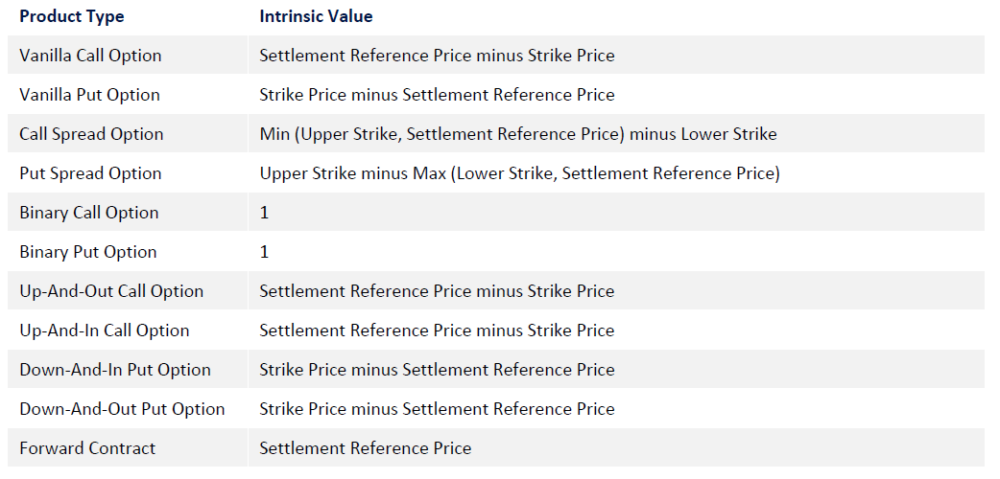 Product Type Intrinsic Value
Vanilla Call Option Settlement Reference Price minus Strike Price
Vanilla Put Option Strike Price minus Settlement Reference Price
Call Spread Option Min (Upper Strike, Settlement Reference Price) minus Lower Strike
Put Spread Option Upper Strike minus Max (Lower Strike, Settlement Reference Price)
Binary Call Option 1
Binary Put Option 1
Up-And-Out Call Option Settlement Reference Price minus Strike Price
Up-And-In Call Option Settlement Reference Price minus Strike Price
Down-And-In Put Option Strike Price minus Settlement Reference Price
Down-And-Out Put Option Strike Price minus Settlement Reference Price
Forward Contract Settlement Reference Price